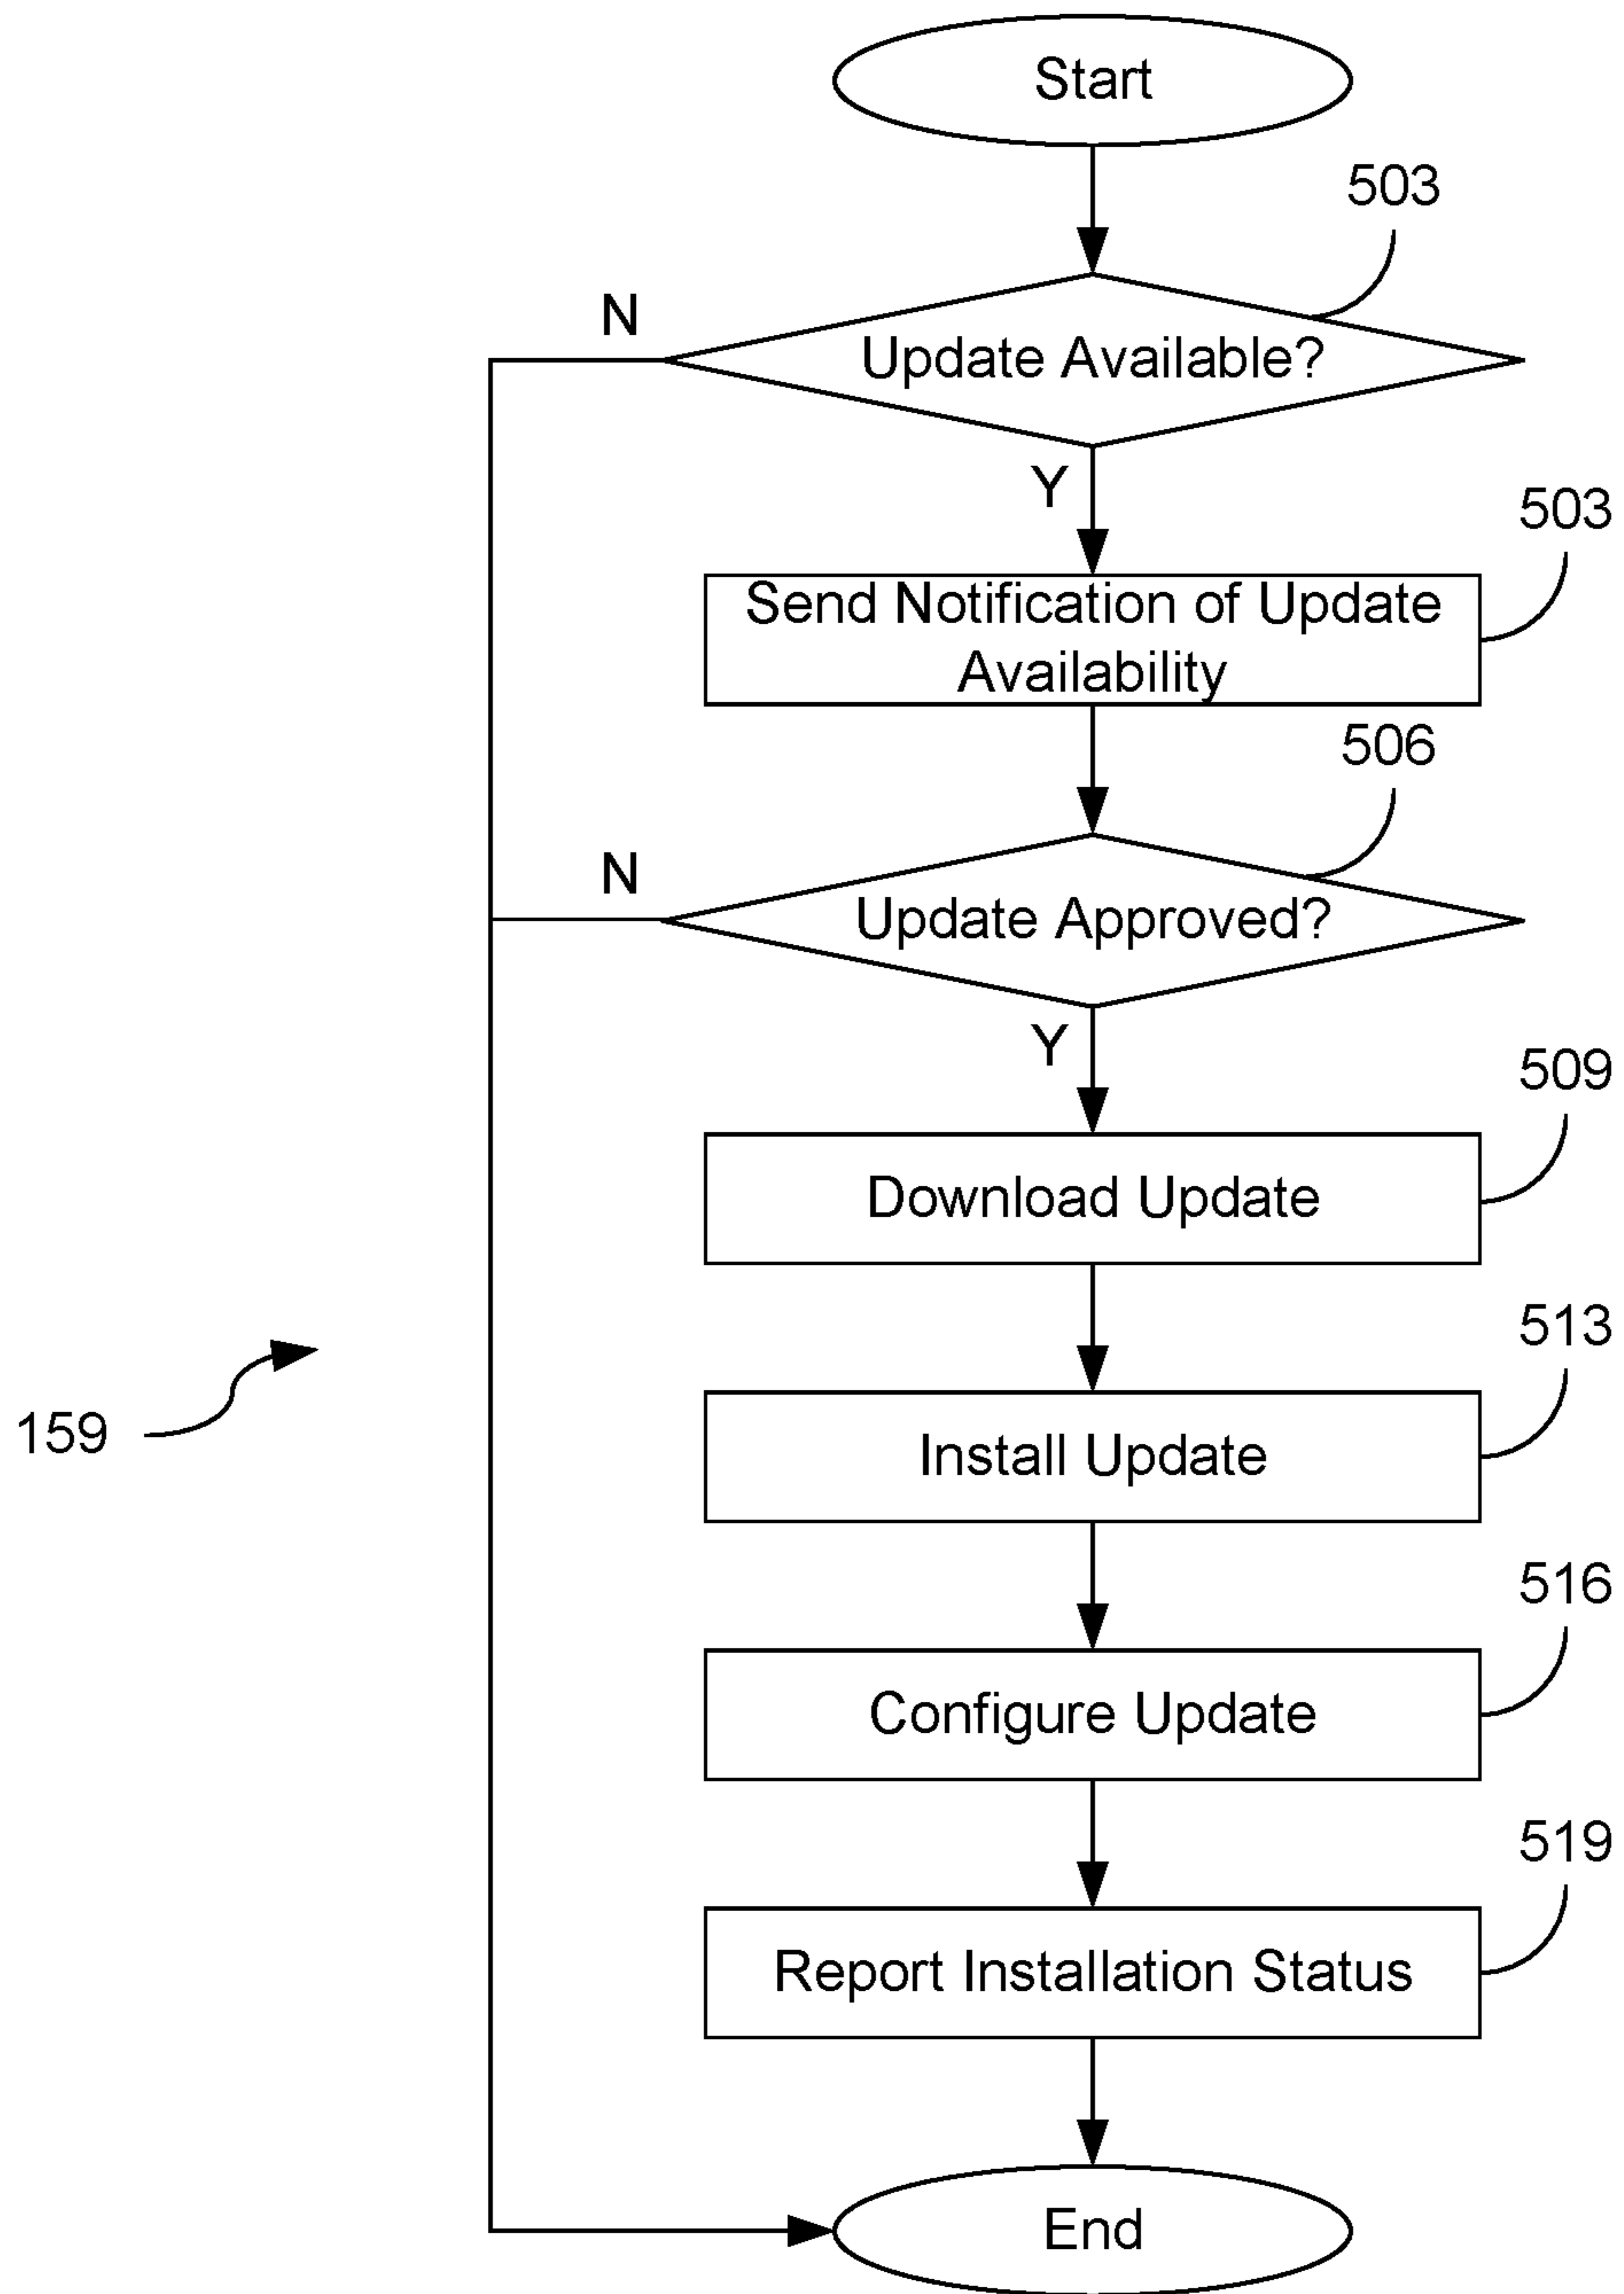 Start
503
N
Update Available?
Y
503
Send Notification of Update
Availability
506
N
Update Approved?
Y
509
Download Update
513
159
Install Update
516
Configure Update
519
Report Installation Status
End